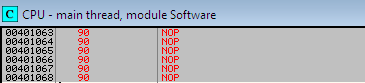 C CPU - main thread, module Software
00401063 90 NOP
00401064 90 NOP
00401065 90 NOP
00401066 90 NOP
00401067 90 NOP
00401068 90 NOP